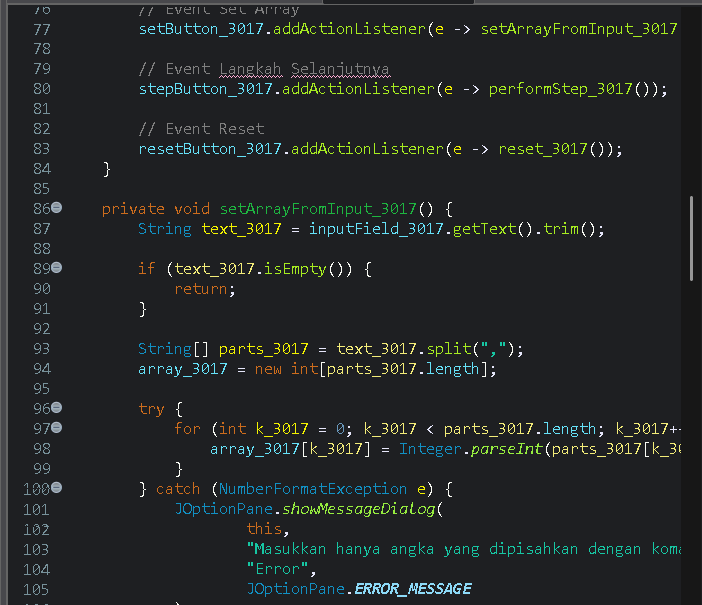 76 // Event Set Array
77 setButton_3017.addActionListener(e -> setArrayFromInput_3017
78
79 // Event Langkah Selanjutnya
80 stepButton_3017.addActionListener(e -> performStep_3017());
81
82 // Event Reset
83 resetButton_3017.addActionListener(e -> reset_3017());
84 }
85
86 private void setArrayFromInput_3017() {
87 String text_3017 = inputField_3017.getText().trim();
88
89 if (text_3017.isEmpty()) {
90 return;
91 }
92
93 String[] parts_3017 = text_3017.split(",");
94 array_3017 = new int[parts_3017.length];
95
96 try {
97 for (int k_3017 = 0; k_3017 < parts_3017.length; k_3017+
98 array_3017[k_3017] = Integer.parseInt(parts_3017[k_30
99 }
100 } catch (NumberFormatException e) {
101 JOptionPane.showMessageDialog(
102 this,
103 "Masukkan hanya angka yang dipisahkan dengan koma
104 "Error",
105 JOptionPane.ERROR_MESSAGE